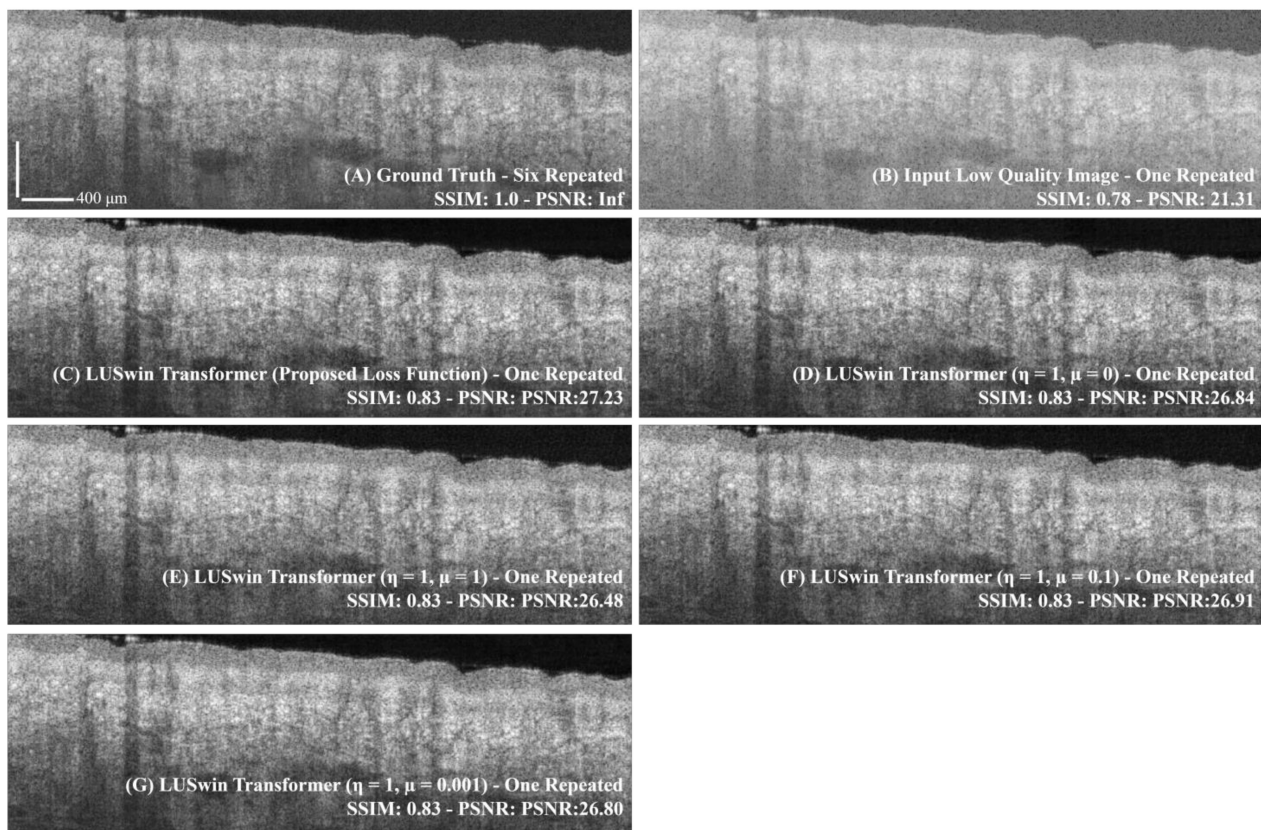 400 μm
(A) Ground Truth - Six Repeated
SSIM: 1.0 - PSNR: Inf
(B) Input Low Quality Image - One Repeated
SSIM: 0.78 - PSNR: 21.31
(C) LUSwin Transformer (Proposed Loss Function) - One Repeated
SSIM: 0.83 - PSNR: PSNR:27.23
(D) LUSwin Transformer (η = 1, μ = 0) - One Repeated
SSIM: 0.83 - PSNR: PSNR:26.84
(E) LUSwin Transformer (η = 1, μ = 1) - One Repeated
SSIM: 0.83 - PSNR: PSNR:26.48
(F) LUSwin Transformer (η = 1, μ = 0.1) - One Repeated
SSIM: 0.83 - PSNR: PSNR:26.91
(G) LUSwin Transformer (η = 1, μ = 0.001) - One Repeated
SSIM: 0.83 - PSNR: PSNR:26.80